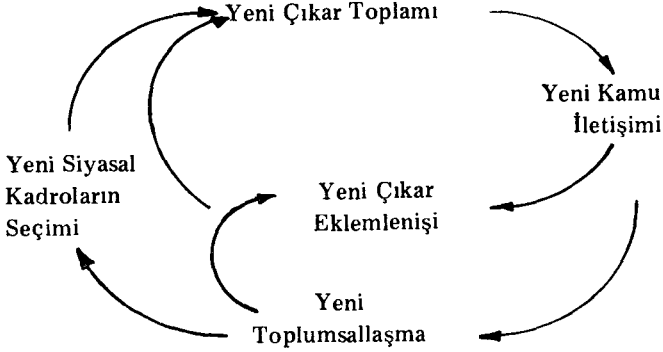 Yeni Çıkar Toplamı
Yeni Kamu
İletişimi
Yeni Siyasal
Kadroların
Seçimi
Yeni Çıkar
Eklemlenişi
Yeni
Toplumsallaşma